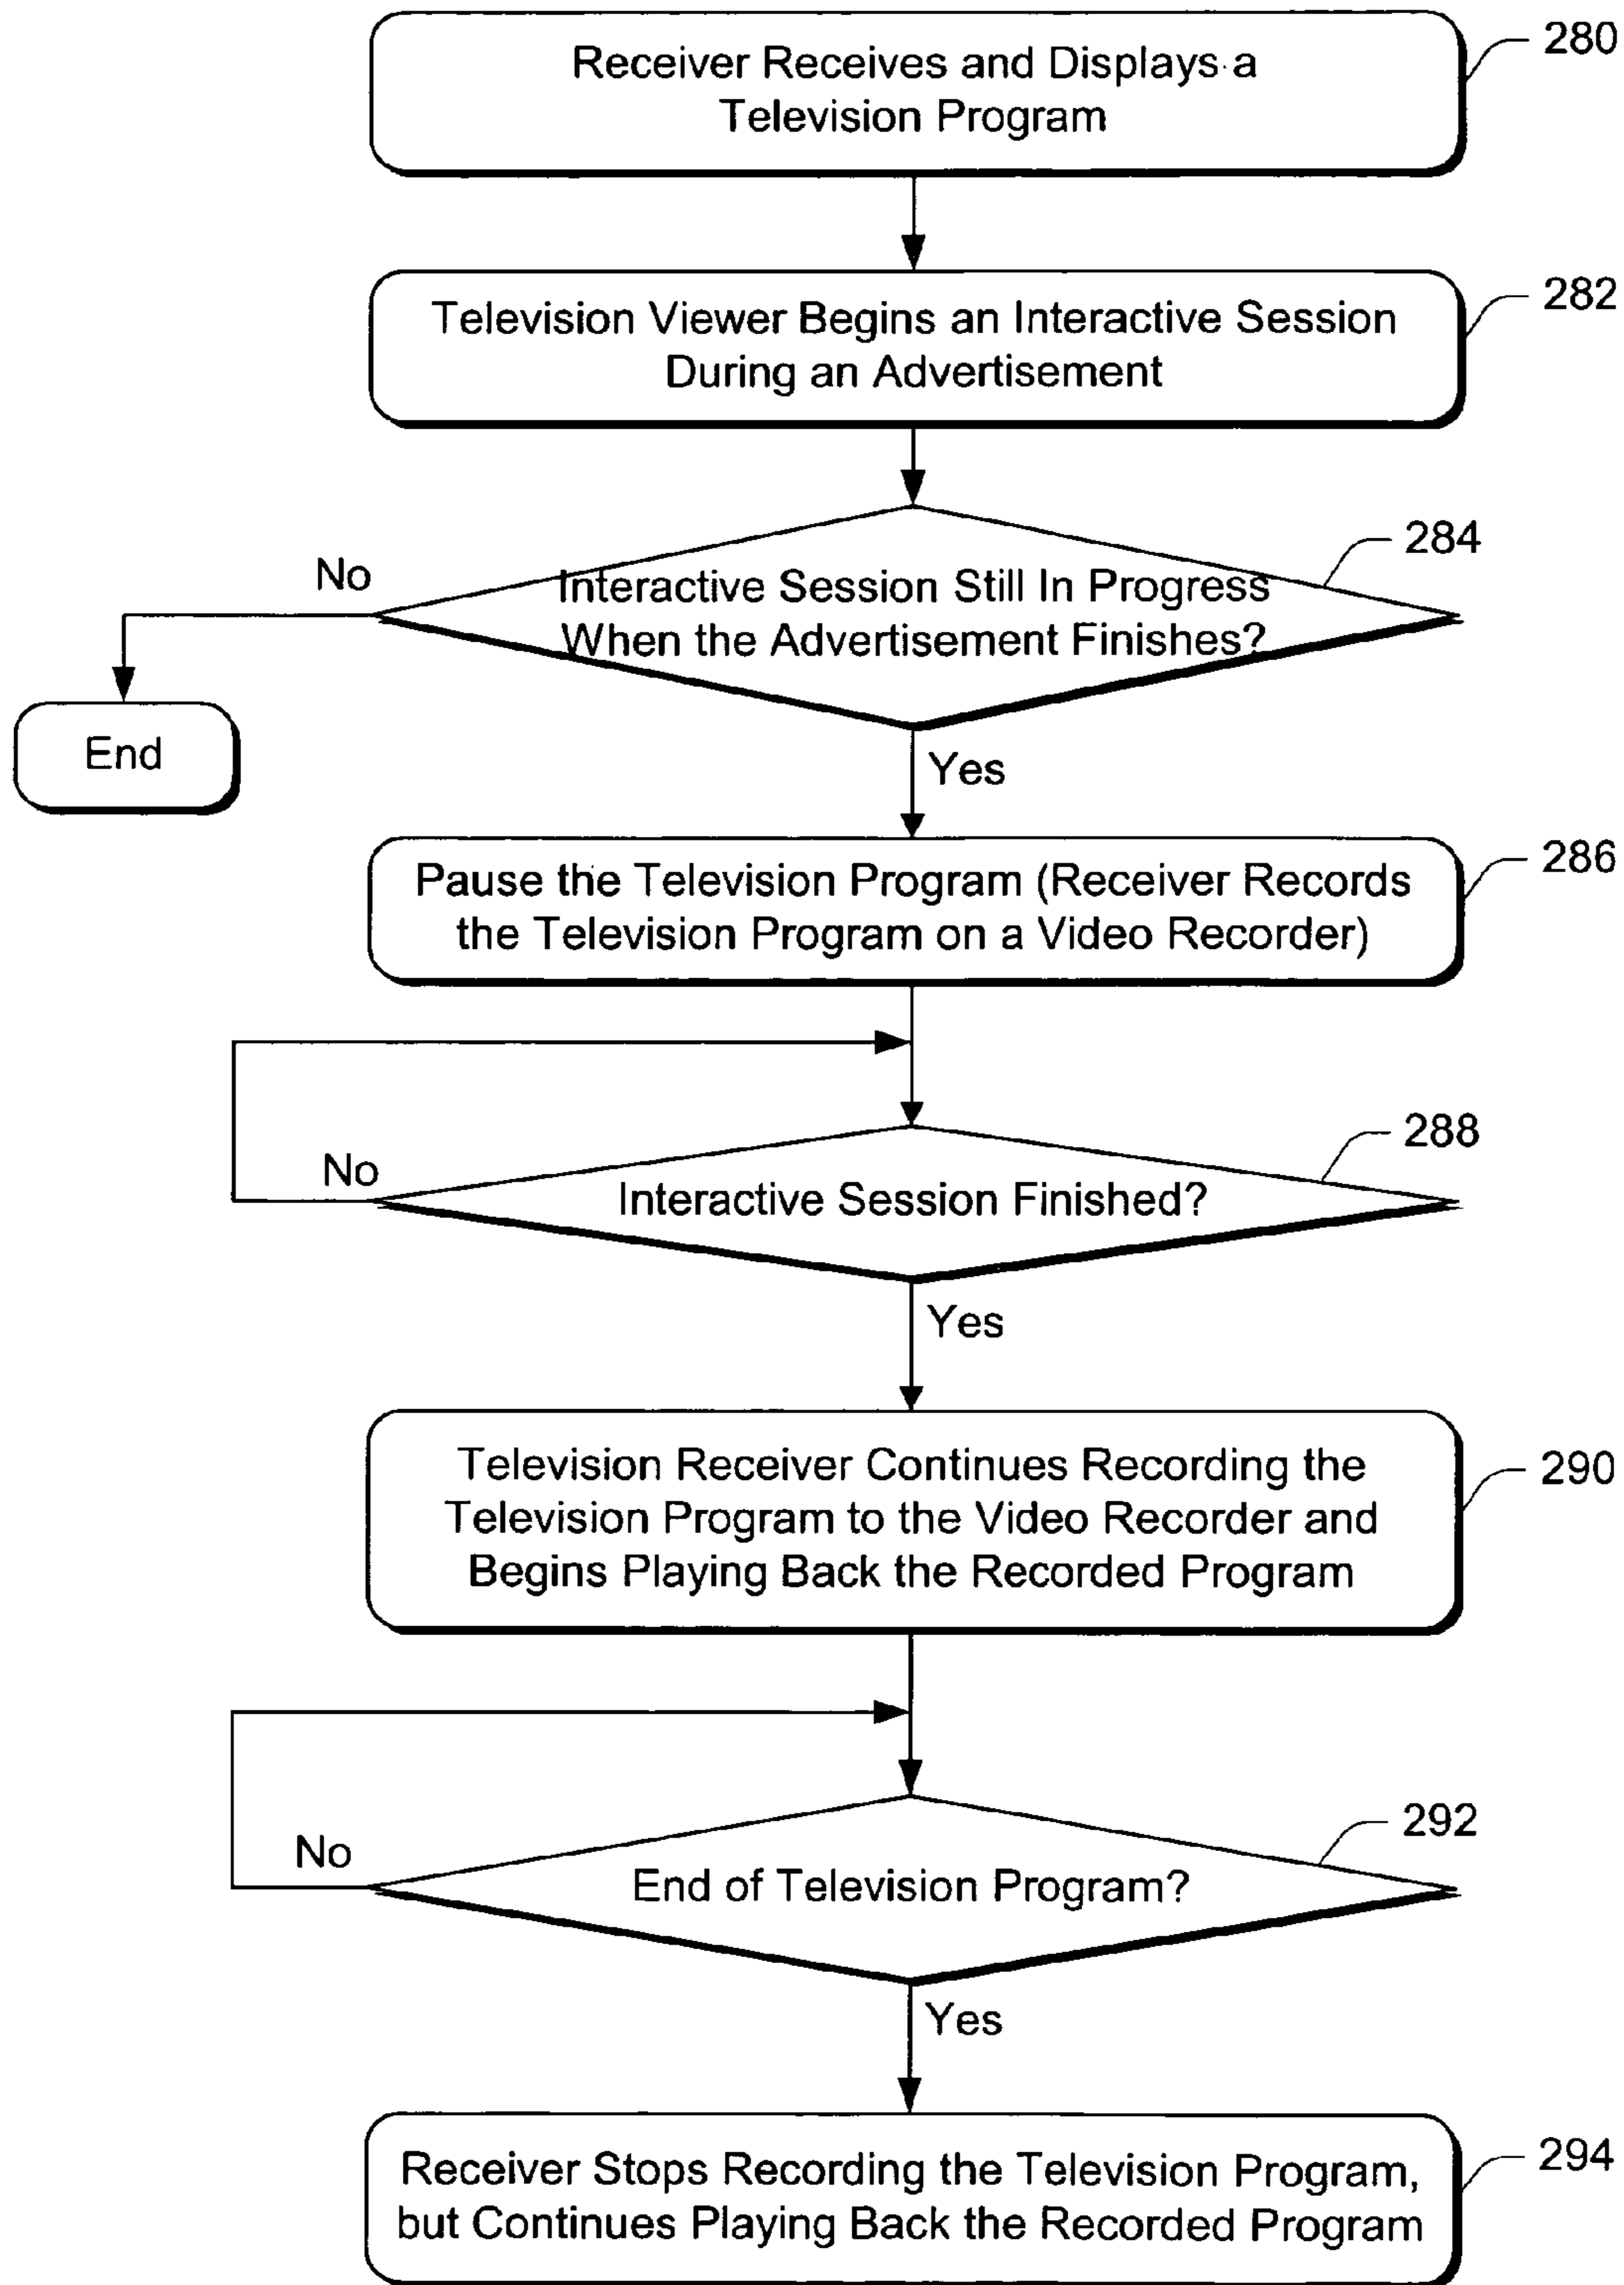 Receiver Receives and Displays a
Television Program
280
Television Viewer Begins an Interactive Session
During an Advertisement
282
284
No
Interactive Session Still In Progress
When the Advertisement Finishes?
End
Yes
Pause the Television Program (Receiver Records
the Television Program on a Video Recorder)
286
288
No
Interactive Session Finished?
Yes
Television Receiver Continues Recording the
Television Program to the Video Recorder and
Begins Playing Back the Recorded Program
290
292
No
End of Television Program?
Yes
Receiver Stops Recording the Television Program,
but Continues Playing Back the Recorded Program
294